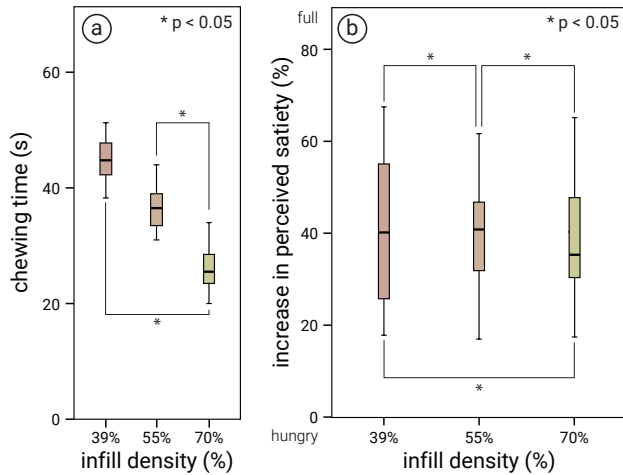 a
* p < 0.05
chewing time (s)
60
40
20
0
*
*
39%
55%
70%
infill density (%)
full
b
* p < 0.05
increase in perceived satiety (%)
80
60
40
20
0
*
*
*
hungry
39%
55%
70%
infill density (%)